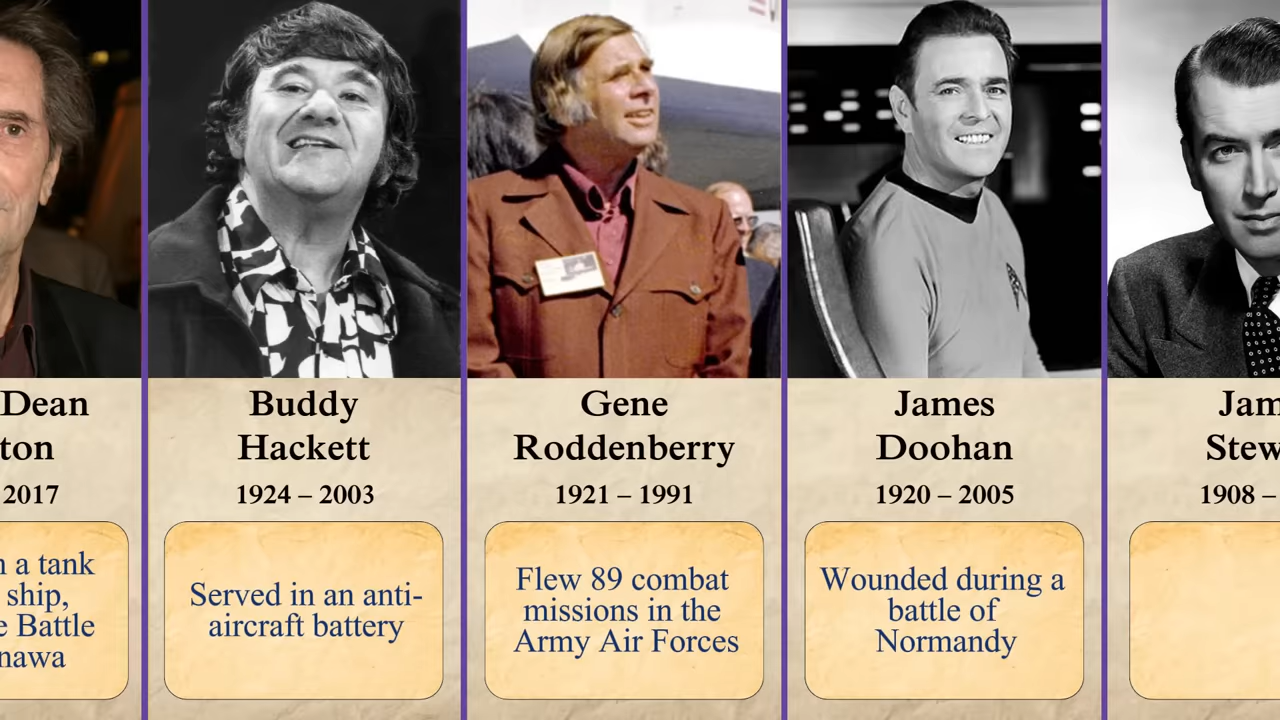 Dean
ton
2017
n a tank
ship,
e Battle
nawa
Buddy
Hackett
1924 – 2003
Served in an anti-
aircraft battery
Gene
Roddenberry
1921 – 1991
Flew 89 combat
missions in the
Army Air Forces
James
Doohan
1920 – 2005
Wounded during a
battle of
Normandy
Jam
Stew
1908 –